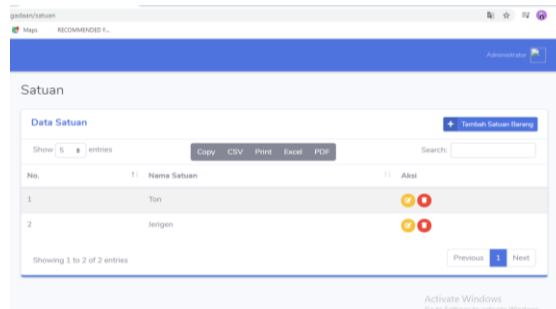 Maps RECOMMENDED F...
Administrator
Satuan
Data Satuan
+ Tambah Satuan Barang
Show 5 entries
Copy CSV Print Excel PDF
Search:
No. Nama Satuan Aksi
1 Ton
2 Jerigen
Showing 1 to 2 of 2 entries
Previous 1 Next
Activate Windows